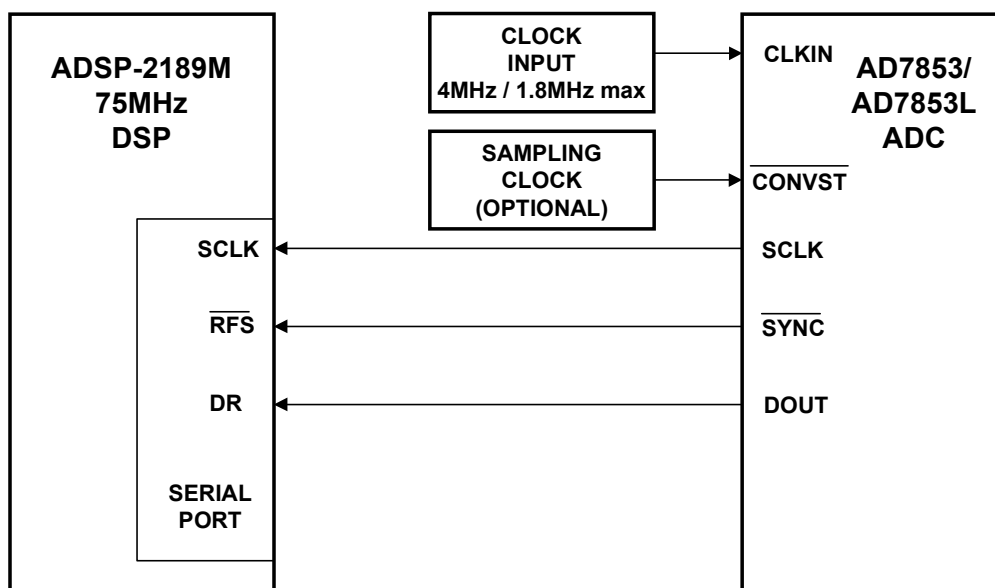 ADSP-2189M
75MHz
DSP
CLOCK
INPUT
4MHz / 1.8MHz max
CLKIN
AD7853/
AD7853L
ADC
SAMPLING
CLOCK
(OPTIONAL)
CONVST
SCLK
SCLK
RFS
SYNC
DR
DOUT
SERIAL
PORT